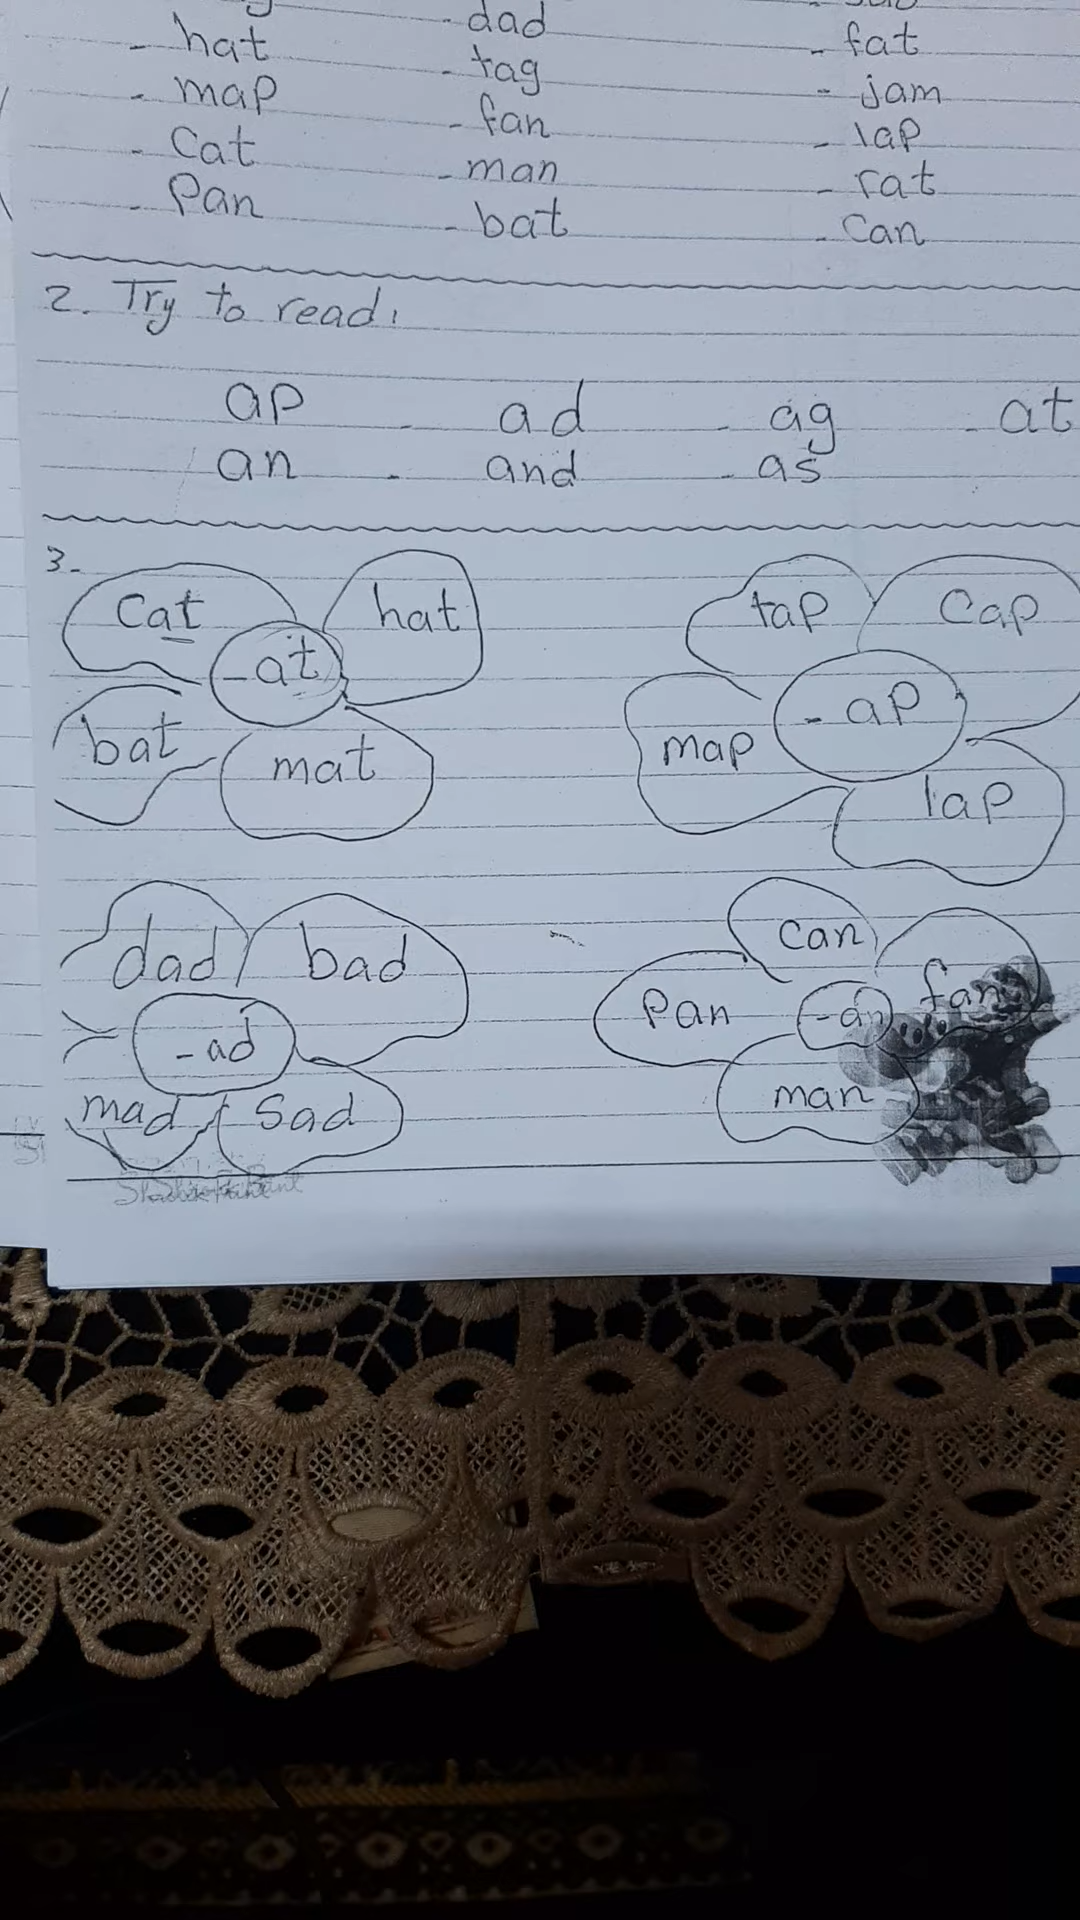 - hat - dad - fat
- map - tag - jam
- Cat - fan - lap
- Pan - man - rat
- bat - can
2. Try to read:
ap - ad - ag - at
an - and - as
3-
Cat hat
-at
bat mat
tap Cap
-ap
map lap
dad bad
-ad
mad Sad
can fan
Pan -an
man